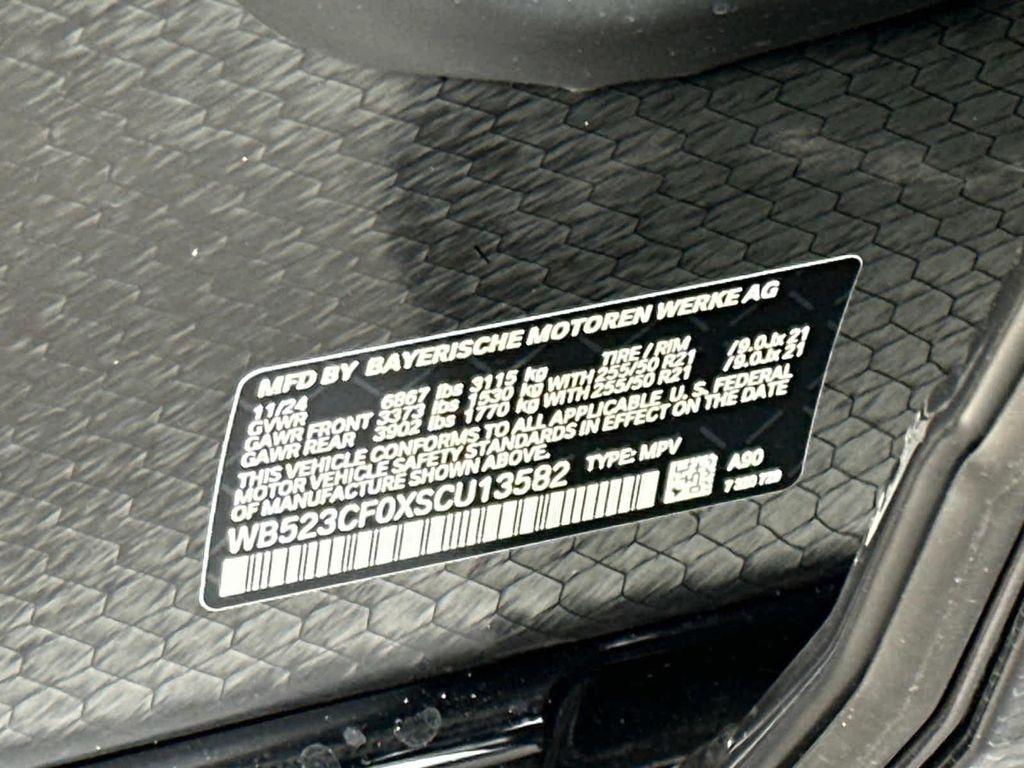 MFD BY BAYERISCHE MOTOREN WERKE AG
11/24
GVWR 6867 lbs 3115 kg TIRE / RIM
GAWR FRONT 3373 lbs 1530 kg WITH 255/50 R21 /9.0Jx21
GAWR REAR 3902 lbs 1770 kg WITH 255/50 R21 /9.0Jx21
THIS VEHICLE CONFORMS TO ALL APPLICABLE U. S. FEDERAL
MOTOR VEHICLE SAFETY STANDARDS IN EFFECT ON THE DATE
OF MANUFACTURE SHOWN ABOVE.
WB523CF0XSCU13582 TYPE: MPV
A90